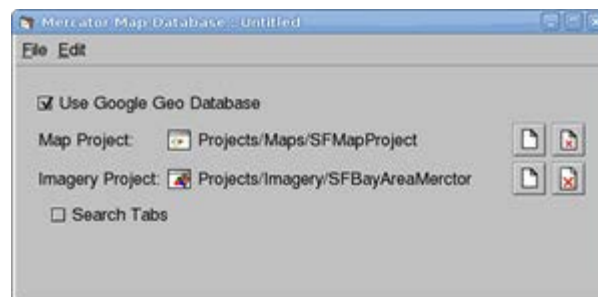 Mercator Map Database : Untitled
File Edit
Use Google Geo Database
Map Project: Projects/Maps/SFMapProject
Imagery Project: Projects/Imagery/SFBayAreaMerctor
Search Tabs